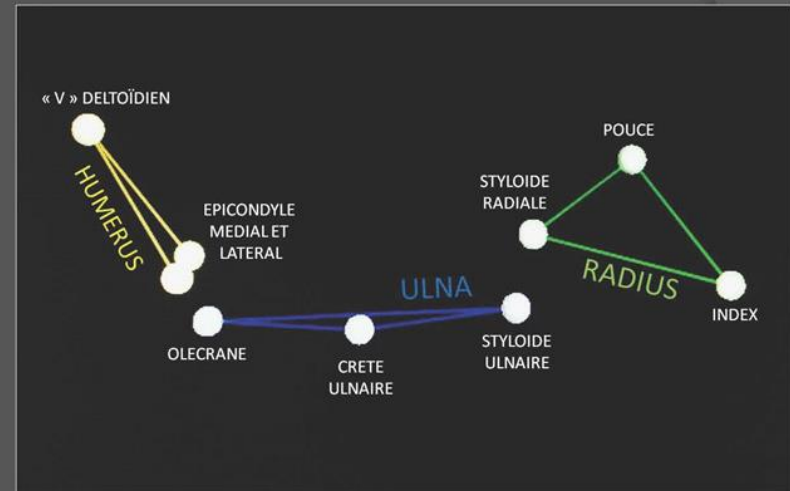 « V » DELTOÏDIEN
HUMERUS
EPICONDYLE
MEDIAL ET
LATERAL
POUCE
STYLOIDE
RADIALE
RADIUS
INDEX
ULNA
OLECRANE
CRETE
ULNAIRE
STYLOIDE
ULNAIRE